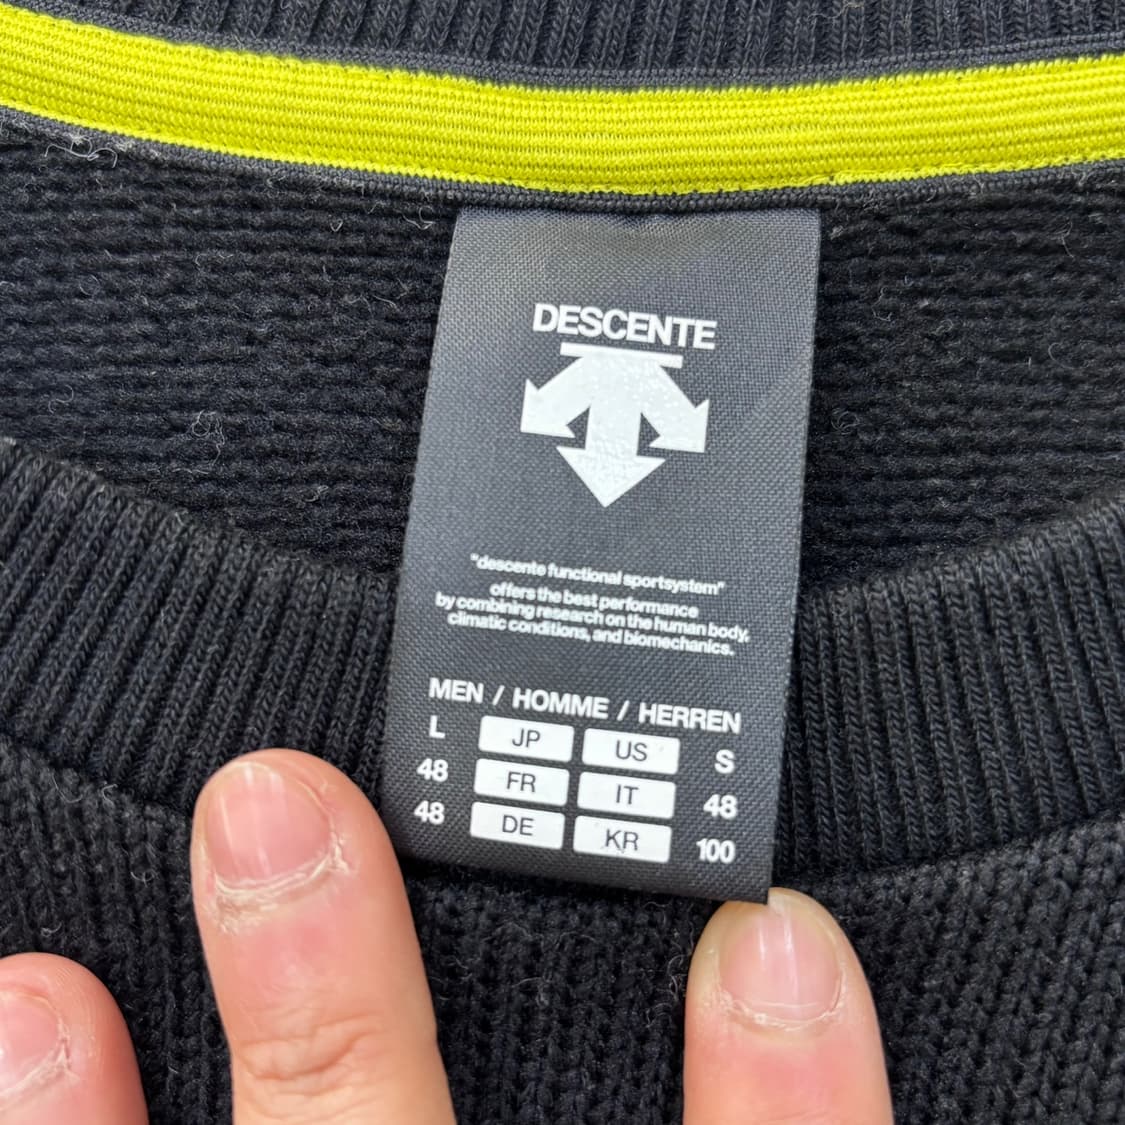 DESCENTE
"descente functional sportsystem"
offers the best performance
by combining research on the human body,
climatic conditions, and biomechanics.
MEN / HOMME / HERREN
L JP US S
48 FR IT 48
48 DE KR 100